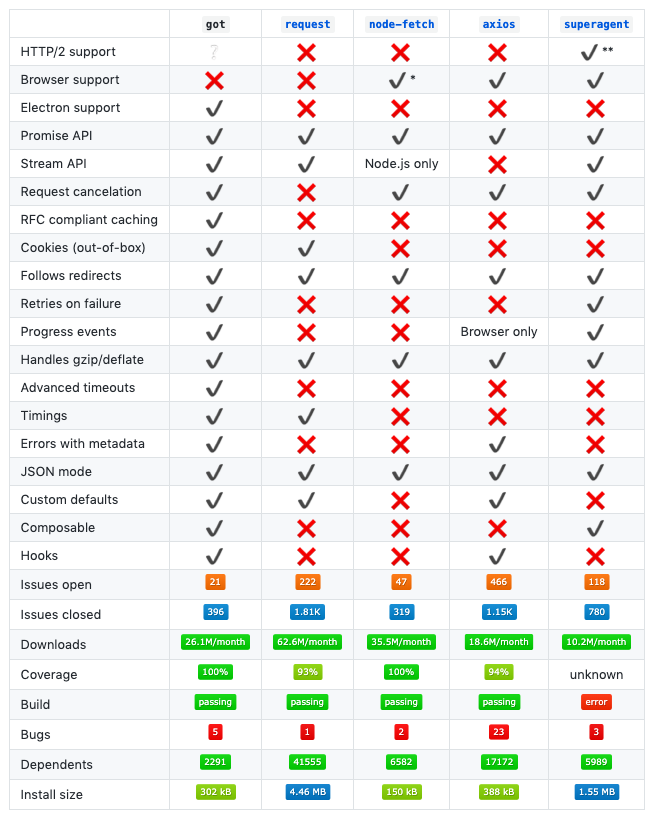 got request node-fetch axios superagent
HTTP/2 support ❔ ❌ ❌ ❌ ✔ **
Browser support ❌ ❌ ✔ * ✔ ✔
Electron support ✔ ❌ ❌ ❌ ❌
Promise API ✔ ✔ ✔ ✔ ✔
Stream API ✔ ✔ Node.js only ❌ ✔
Request cancelation ✔ ❌ ✔ ✔ ✔
RFC compliant caching ✔ ❌ ❌ ❌ ❌
Cookies (out-of-box) ✔ ✔ ❌ ❌ ❌
Follows redirects ✔ ✔ ✔ ✔ ✔
Retries on failure ✔ ❌ ❌ ❌ ✔
Progress events ✔ ❌ ❌ Browser only ✔
Handles gzip/deflate ✔ ✔ ✔ ✔ ✔
Advanced timeouts ✔ ❌ ❌ ❌ ❌
Timings ✔ ✔ ❌ ❌ ❌
Errors with metadata ✔ ❌ ❌ ✔ ❌
JSON mode ✔ ✔ ✔ ✔ ✔
Custom defaults ✔ ✔ ❌ ✔ ❌
Composable ✔ ❌ ❌ ❌ ✔
Hooks ✔ ❌ ❌ ✔ ❌
Issues open 21 222 47 466 118
Issues closed 396 1.81K 319 1.15K 780
Downloads 26.1M/month 62.6M/month 35.5M/month 18.6M/month 10.2M/month
Coverage 100% 93% 100% 94% unknown
Build passing passing passing passing error
Bugs 5 1 2 23 3
Dependents 2291 41555 6582 17172 5989
Install size 302 kB 4.46 MB 150 kB 388 kB 1.55 MB